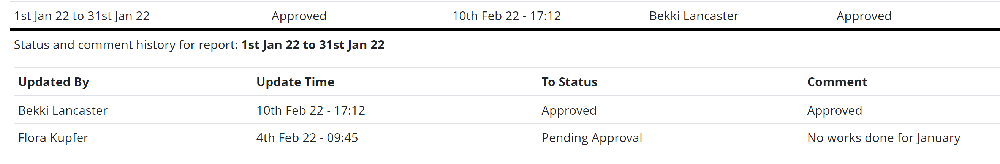 1st Jan 22 to 31st Jan 22 Approved 10th Feb 22 - 17:12 Bekki Lancaster Approved
Status and comment history for report: 1st Jan 22 to 31st Jan 22
Updated By Update Time To Status Comment
Bekki Lancaster 10th Feb 22 - 17:12 Approved Approved
Flora Kupfer 4th Feb 22 - 09:45 Pending Approval No works done for January